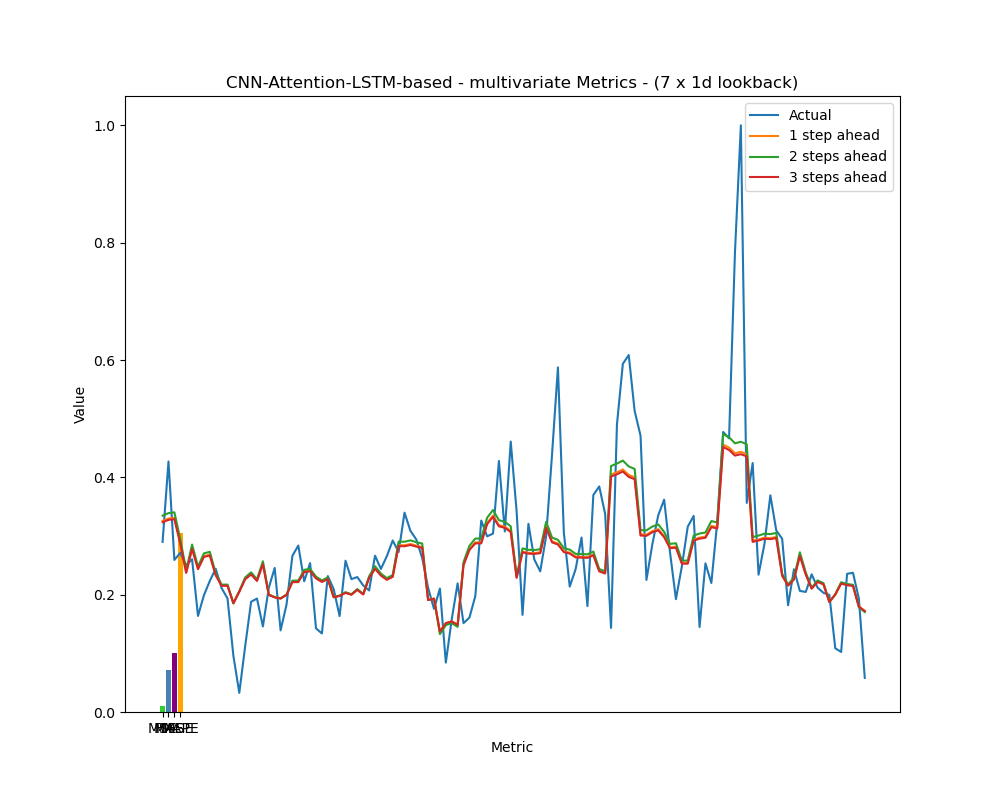 CNN-Attention-LSTM-based - multivariate Metrics - (7 x 1d lookback)
Actual
1 step ahead
2 steps ahead
3 steps ahead
1.0
0.8
0.6
0.4
0.2
0.0
Value
Metric